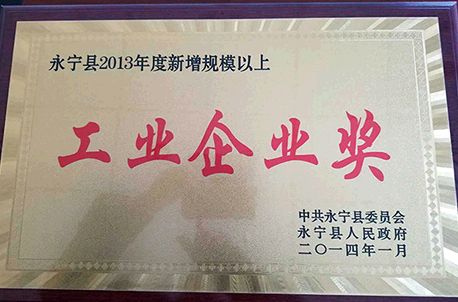 永宁县2013年度新增规模以上
工业企业奖
中共永宁县委员会
永宁县人民政府
二〇一四年一月